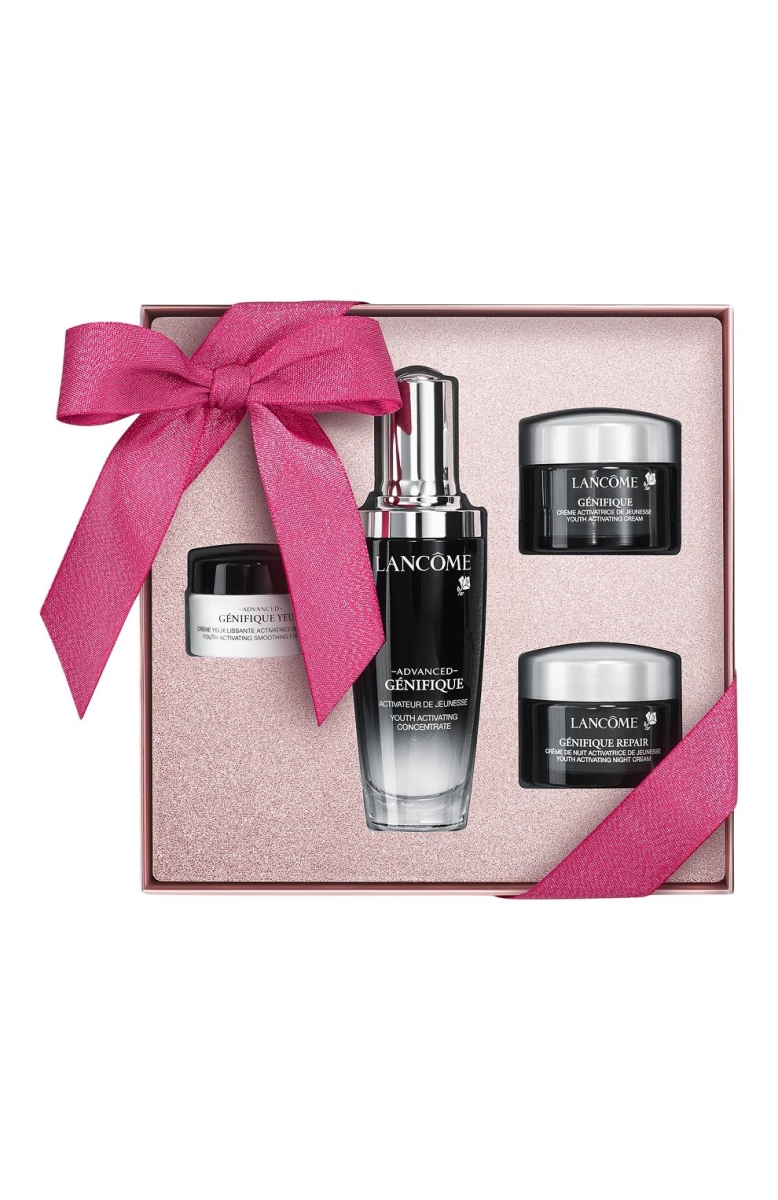 -ADVANCED-
GÉNIFIQUE YEU
CRÈME YEUX LISSANTE ACTIVATRICE
YOUTH ACTIVATING SMOOTHING
LANCÔME
-ADVANCED-
GÉNIFIQUE
ACTIVATEUR DE JEUNESSE
YOUTH ACTIVATING
CONCENTRATE
LANCÔME
GÉNIFIQUE
CRÈME ACTIVATRICE DE JEUNESSE
YOUTH ACTIVATING CREAM
LANCÔME
GÉNIFIQUE REPAIR
CRÈME DE NUIT ACTIVATRICE DE JEUNESSE
YOUTH ACTIVATING NIGHT CREAM